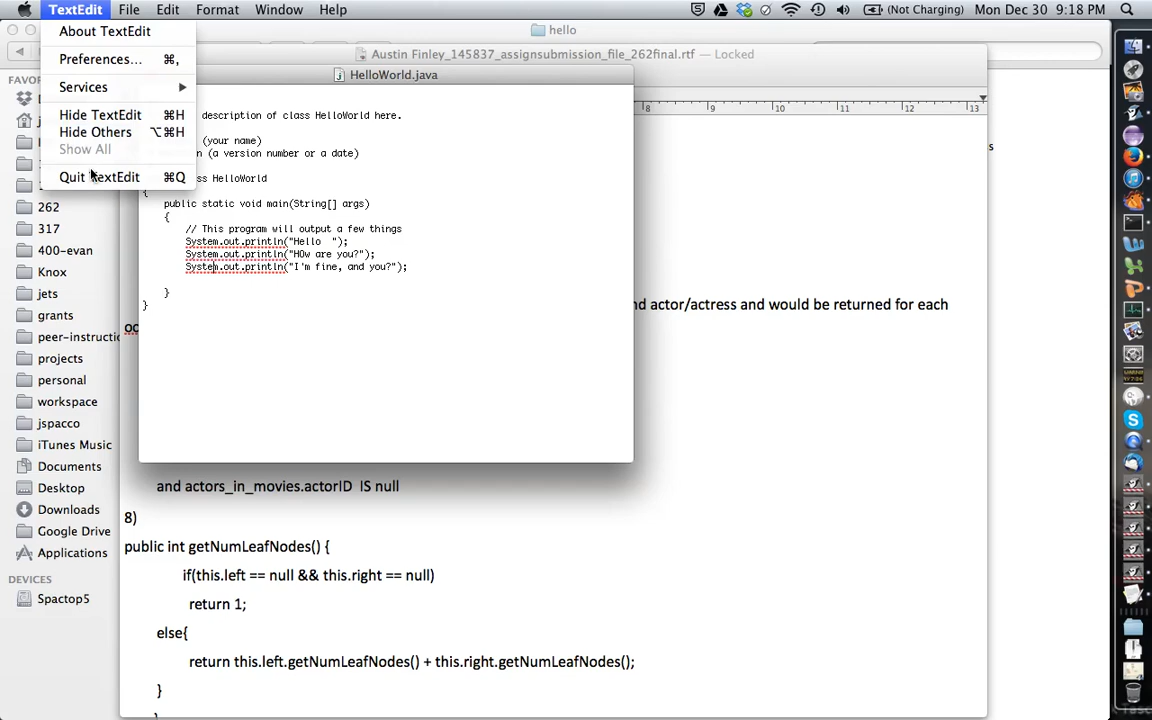 TextEdit File Edit Format Window Help
(Not Charging) Mon Dec 30 9:18 PM
About TextEdit
Preferences... ⌘,
Services
Hide TextEdit ⌘H
Hide Others ⌥⌘H
Show All
Quit TextEdit ⌘Q
hello
Austin Finley_145837_assignsubmission_file_262final.rtf — Locked
HelloWorld.java
8 9 10 11 12 13
description of class HelloWorld here.
(your name)
(a version number or a date)
HelloWorld
{
public static void main(String[] args)
{
// This program will output a few things
System.out.println("Hello  ");
System.out.println("HOw are you?");
System.out.println("I'm fine, and you?");
}
}
actor/actress and would be returned for each
and actors_in_movies.actorID IS null
8)
public int getNumLeafNodes() {
if(this.left == null && this.right == null)
return 1;
else{
return this.left.getNumLeafNodes() + this.right.getNumLeafNodes();
}
262
317
400-evan
Knox
jets
grants
peer-instructi
projects
personal
workspace
jspacco
iTunes Music
Documents
Desktop
Downloads
Google Drive
Applications
DEVICES
Spactop5